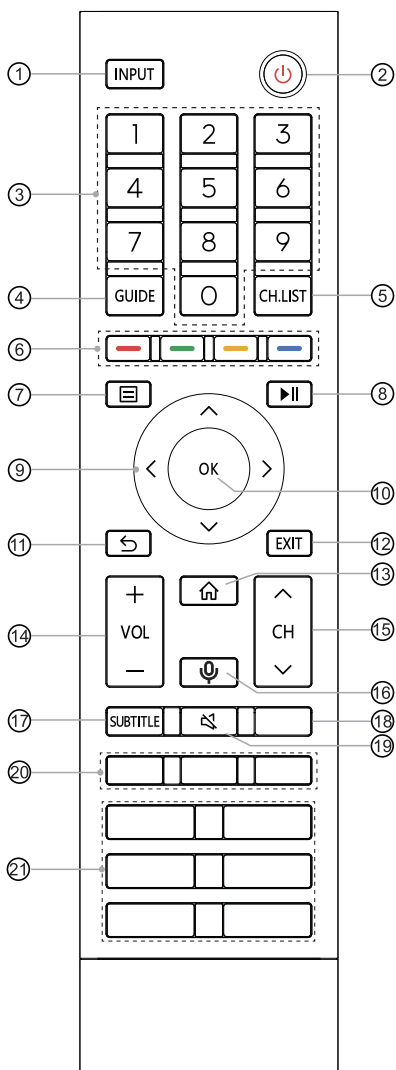 ① INPUT ②
1 2 3
③ 4 5 6
7 8 9
④ GUIDE 0 CH.LIST ⑤
⑥
⑦ ⑧
⑨ OK ⑩
⑪ EXIT ⑫
⑬
+
⑭ VOL CH ⑮
—
⑯
⑰ SUBTITLE ⑱
⑲
⑳
㉑